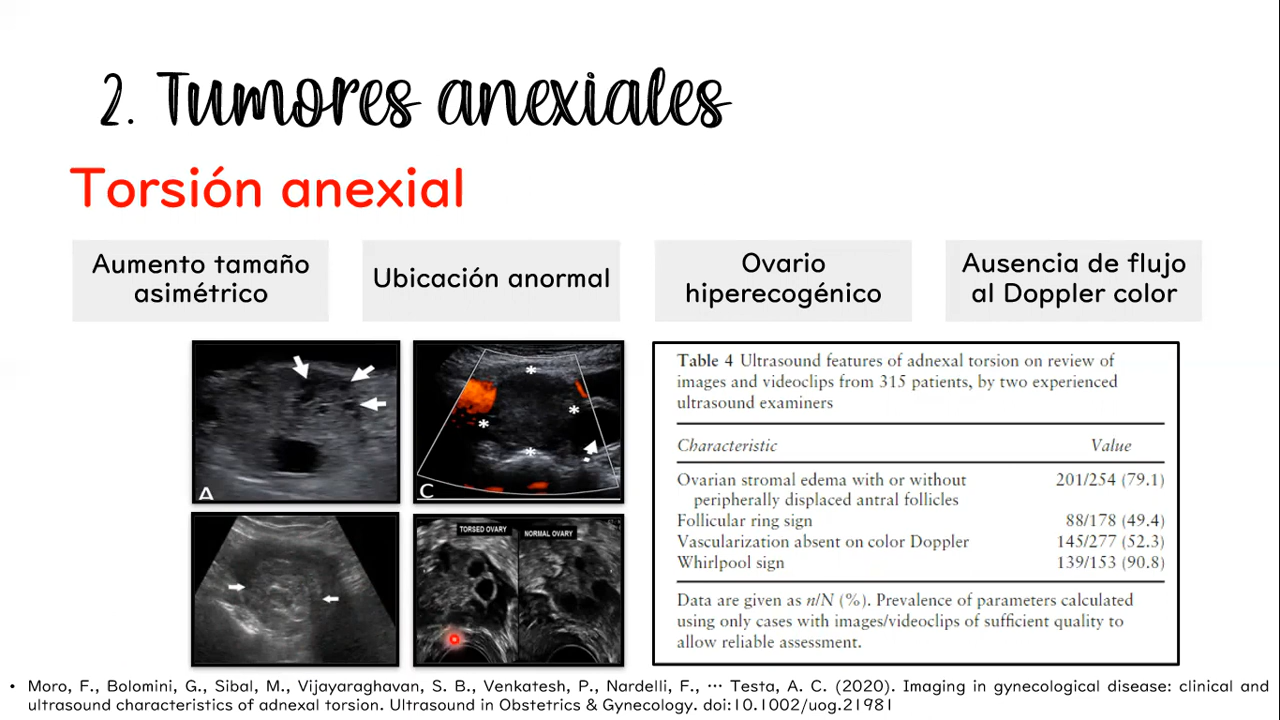 2. Tumores anexiales
Torsión anexial
Aumento tamaño
asimétrico
Ubicación anormal
Ovario
hiperecogénico
Ausencia de flujo
al Doppler color
A
C
TORSED OVARY
NORMAL OVARY
Table 4 Ultrasound features of adnexal torsion on review of
images and videoclips from 315 patients, by two experienced
ultrasound examiners
Characteristic Value
Ovarian stromal edema with or without 201/254 (79.1)
peripherally displaced antral follicles
Follicular ring sign 88/178 (49.4)
Vascularization absent on color Doppler 145/277 (52.3)
Whirlpool sign 139/153 (90.8)
Data are given as n/N (%). Prevalence of parameters calculated
using only cases with images/videoclips of sufficient quality to
allow reliable assessment.
• Moro, F., Bolomini, G., Sibal, M., Vijayaraghavan, S. B., Venkatesh, P., Nardelli, F., … Testa, A. C. (2020). Imaging in gynecological disease: clinical and
ultrasound characteristics of adnexal torsion. Ultrasound in Obstetrics & Gynecology. doi:10.1002/uog.21981